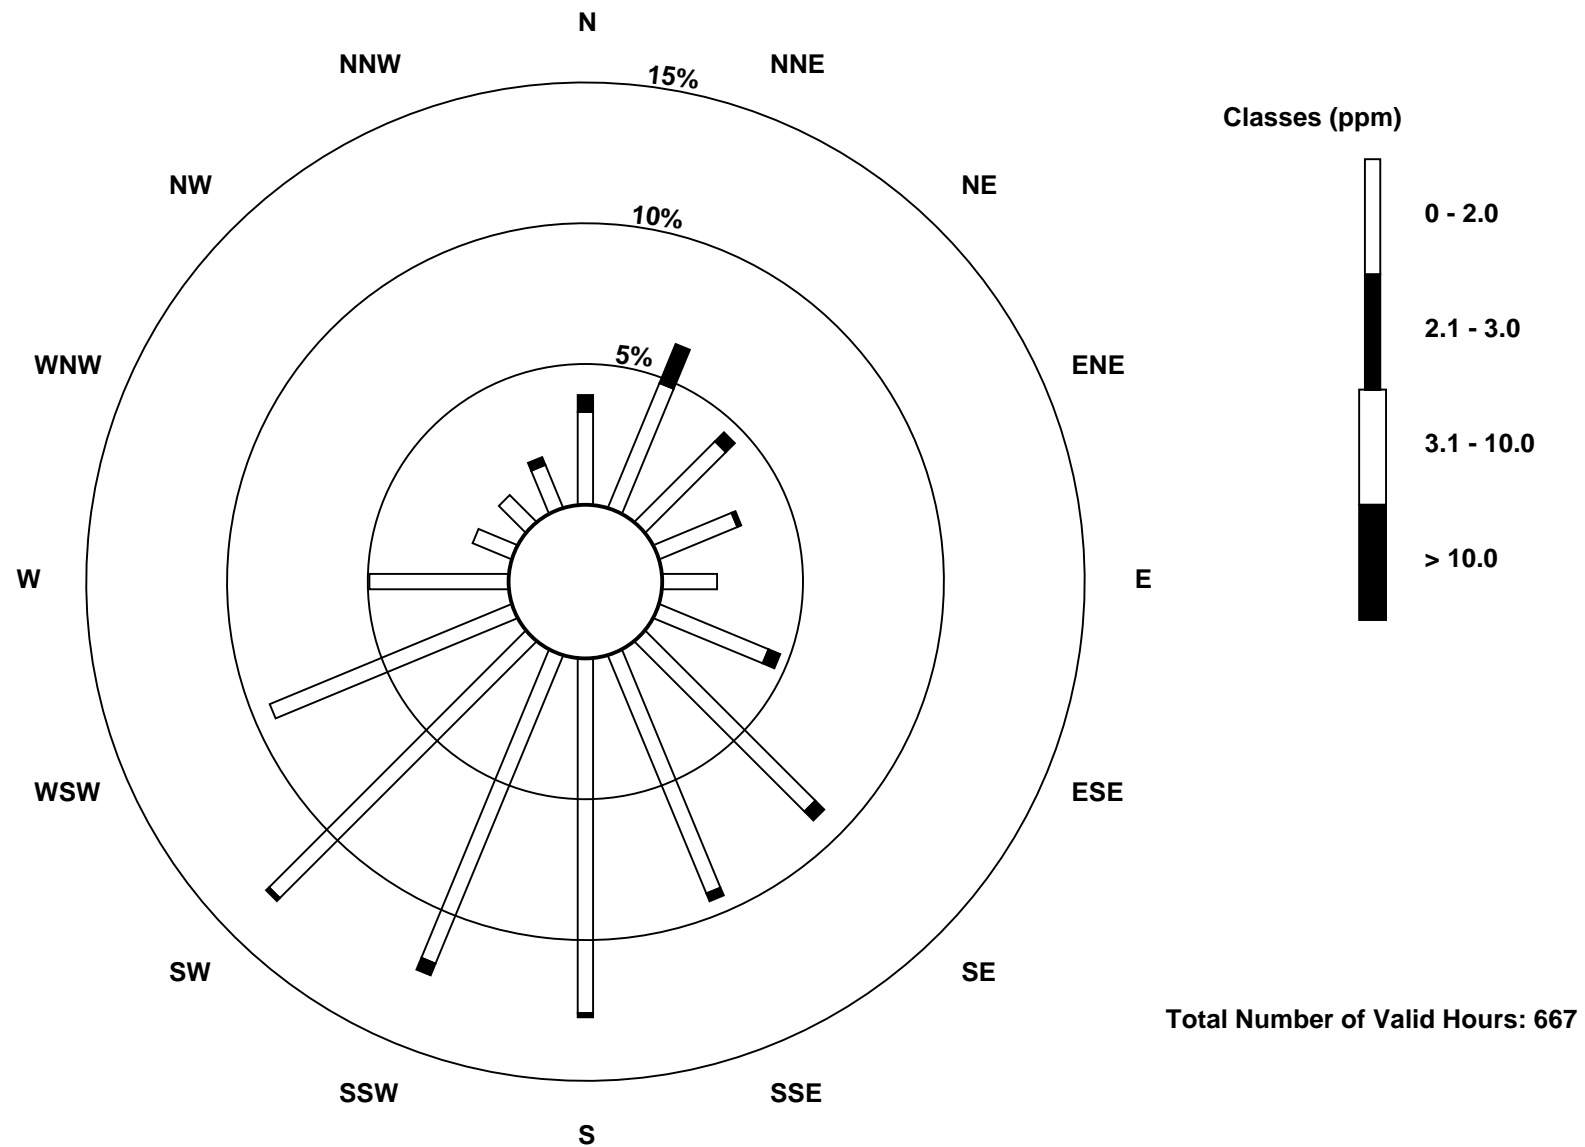 N
NNW
NNE
15%
Classes (ppm)
NW
NE
10%
0 - 2.0
2.1 - 3.0
5%
WNW
ENE
3.1 - 10.0
> 10.0
W
E
WSW
ESE
SW
SE
Total Number of Valid Hours: 667
SSW
SSE
S